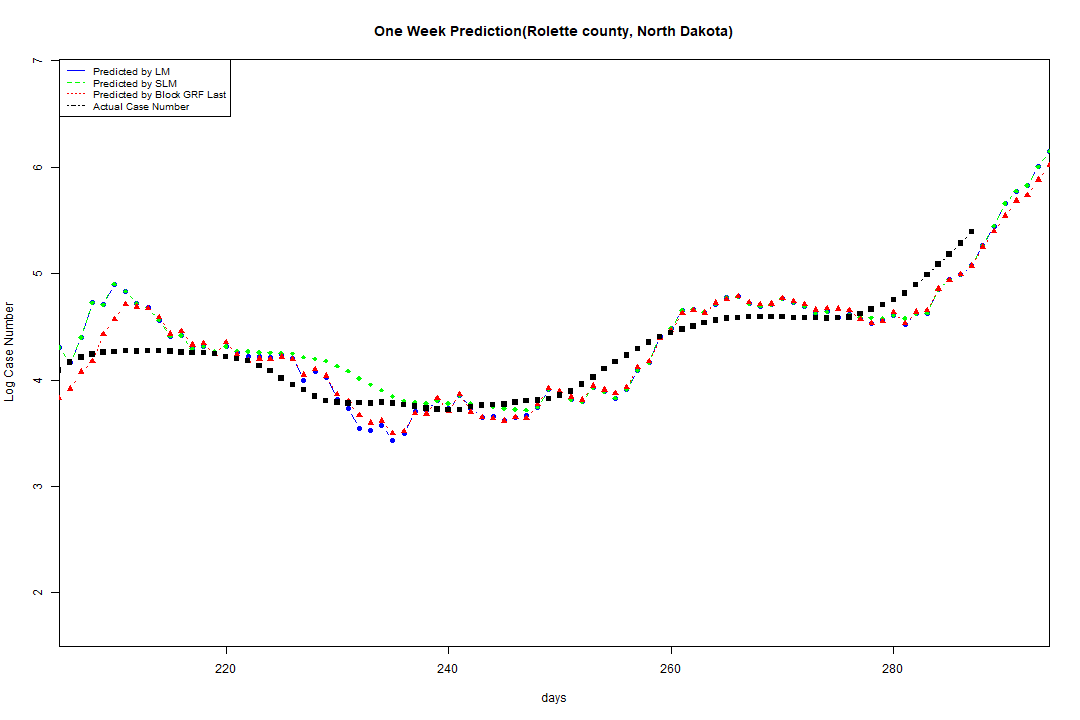 One Week Prediction(Rolette county, North Dakota)
Predicted by LM
Predicted by SLM
Predicted by Block GRF Last
Actual Case Number
7
6
5
4
3
2
Log Case Number
220 240 260 280
days